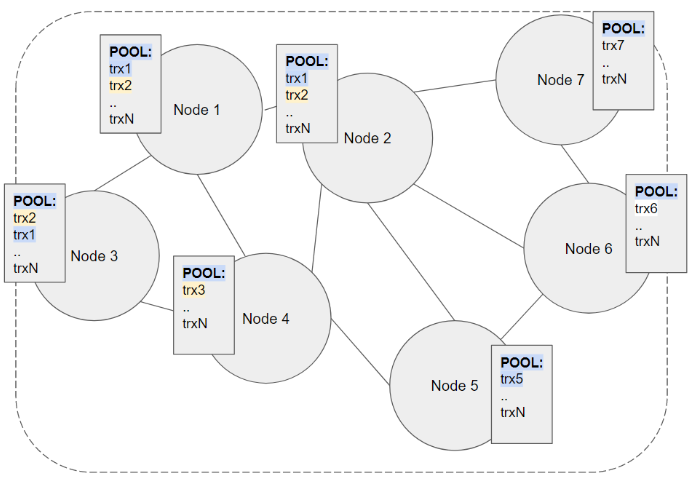 POOL:
trx1
trx2
..
trxN
Node 1
POOL:
trx1
trx2
..
trxN
Node 2
POOL:
trx7
..
trxN
Node 7
POOL:
trx2
trx1
..
trxN
Node 3
POOL:
trx3
..
trxN
Node 4
POOL:
trx6
..
trxN
Node 6
POOL:
trx5
..
trxN
Node 5